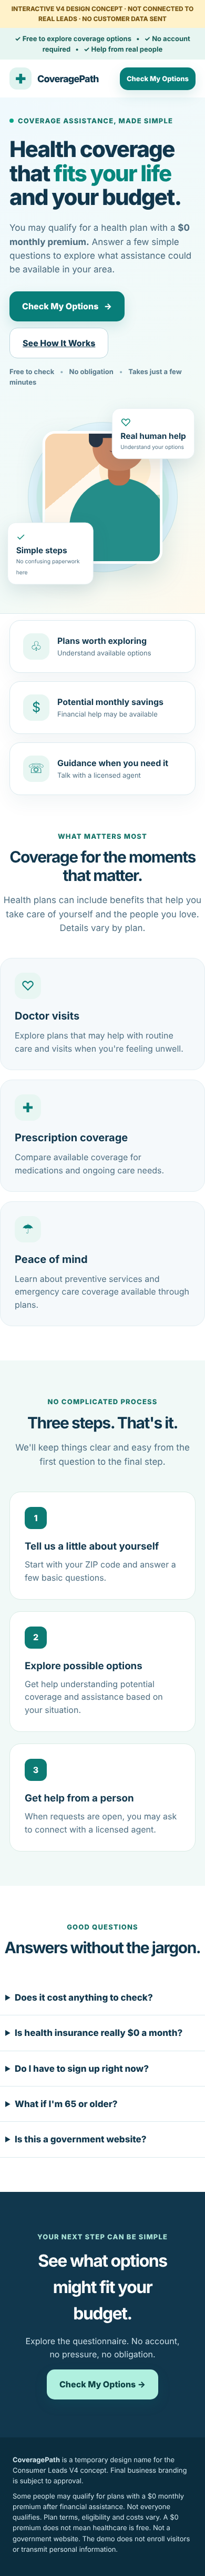 INTERACTIVE V4 DESIGN CONCEPT · NOT CONNECTED TO
REAL LEADS · NO CUSTOMER DATA SENT
✓ Free to explore coverage options • ✓ No account
required • ✓ Help from real people
CoveragePath
Check My Options
COVERAGE ASSISTANCE, MADE SIMPLE
Health coverage
that fits your life
and your budget.
You may qualify for a health plan with a $0
monthly premium. Answer a few simple
questions to explore what assistance could
be available in your area.
Check My Options →
See How It Works
Free to check • No obligation • Takes just a few
minutes
Real human help
Understand your options
✓
Simple steps
No confusing paperwork
here
Plans worth exploring
Understand available options
$
Potential monthly savings
Financial help may be available
Guidance when you need it
Talk with a licensed agent
WHAT MATTERS MOST
Coverage for the moments
that matter.
Health plans can include benefits that help you
take care of yourself and the people you love.
Details vary by plan.
Doctor visits
Explore plans that may help with routine
care and visits when you're feeling unwell.
Prescription coverage
Compare available coverage for
medications and ongoing care needs.
Peace of mind
Learn about preventive services and
emergency care coverage available through
plans.
NO COMPLICATED PROCESS
Three steps. That's it.
We'll keep things clear and easy from the
first question to the final step.
1
Tell us a little about yourself
Start with your ZIP code and answer a
few basic questions.
2
Explore possible options
Get help understanding potential
coverage and assistance based on
your situation.
3
Get help from a person
When requests are open, you may ask
to connect with a licensed agent.
GOOD QUESTIONS
Answers without the jargon.
Does it cost anything to check?
Is health insurance really $0 a month?
Do I have to sign up right now?
What if I'm 65 or older?
Is this a government website?
YOUR NEXT STEP CAN BE SIMPLE
See what options
might fit your
budget.
Explore the questionnaire. No account,
no pressure, no obligation.
Check My Options →
CoveragePath is a temporary design name for the
Consumer Leads V4 concept. Final business branding
is subject to approval.
Some people may qualify for plans with a $0 monthly
premium after financial assistance. Not everyone
qualifies. Plan terms, eligibility and costs vary. A $0
premium does not mean healthcare is free. Not a
government website. The demo does not enroll visitors
or transmit personal information.